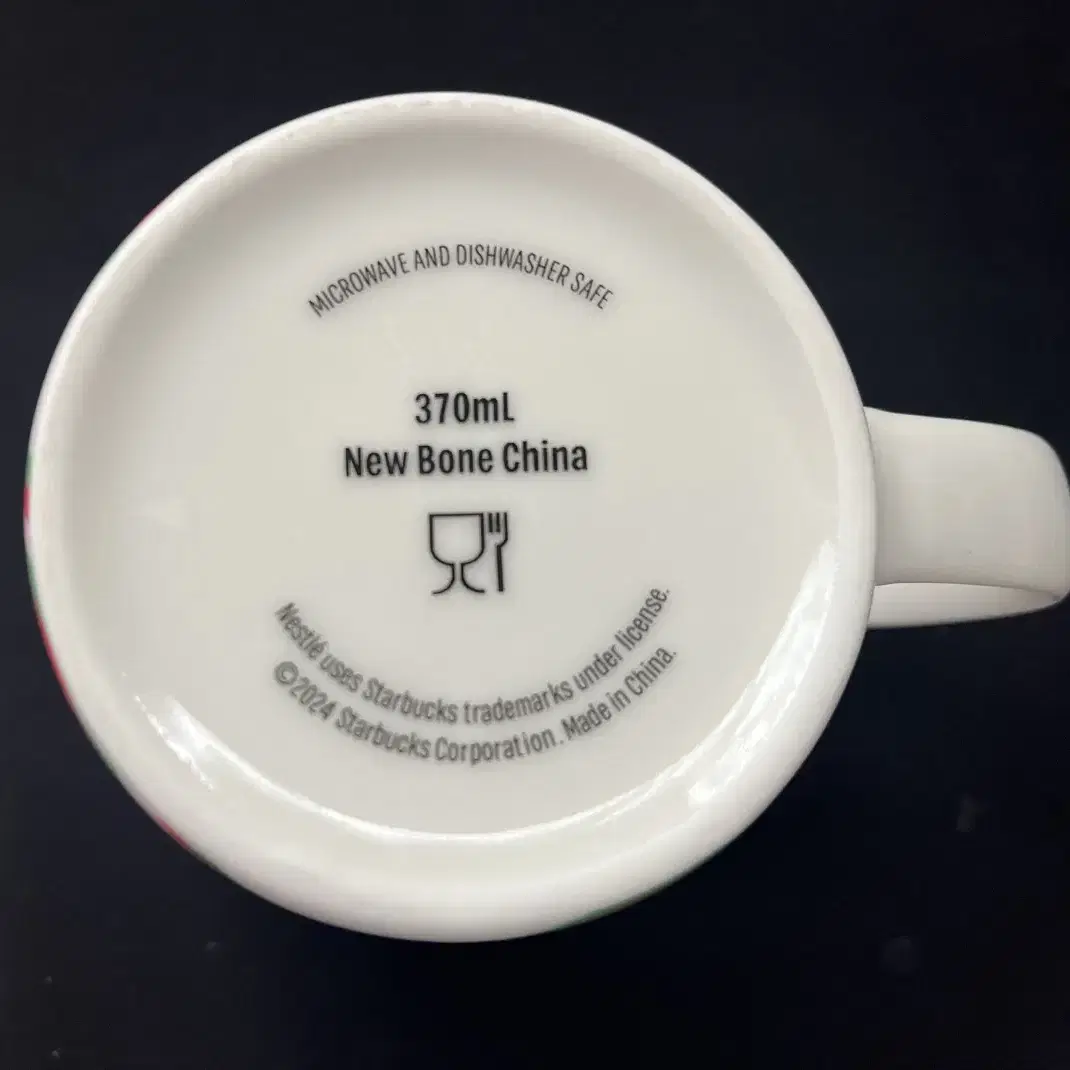 MICROWAVE AND DISHWASHER SAFE
370mL
New Bone China
Nestlé uses Starbucks trademarks under license.
©2024 Starbucks Corporation. Made in China.